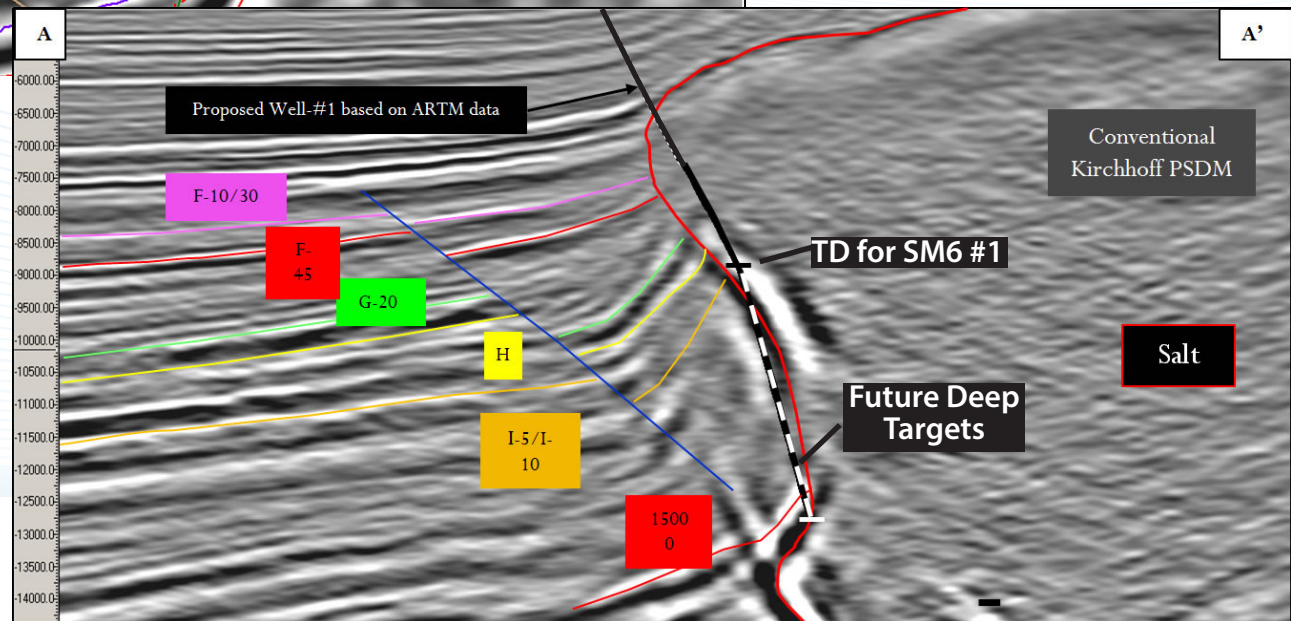 A
A’
-6000.00
-6500.00
-7000.00
-7500.00
-8000.00
-8500.00
-9000.00
-9500.00
-10000.0
-10500.0
-11000.0
-11500.0
-12000.0
-12500.0
-13000.0
-13500.0
-14000.0
Proposed Well-#1 based on ARTM data
Conventional
Kirchhoff PSDM
F-10/30
F-
45
G-20
H
I-5/I-
10
1500
0
TD for SM6 #1
Salt
Future Deep
Targets